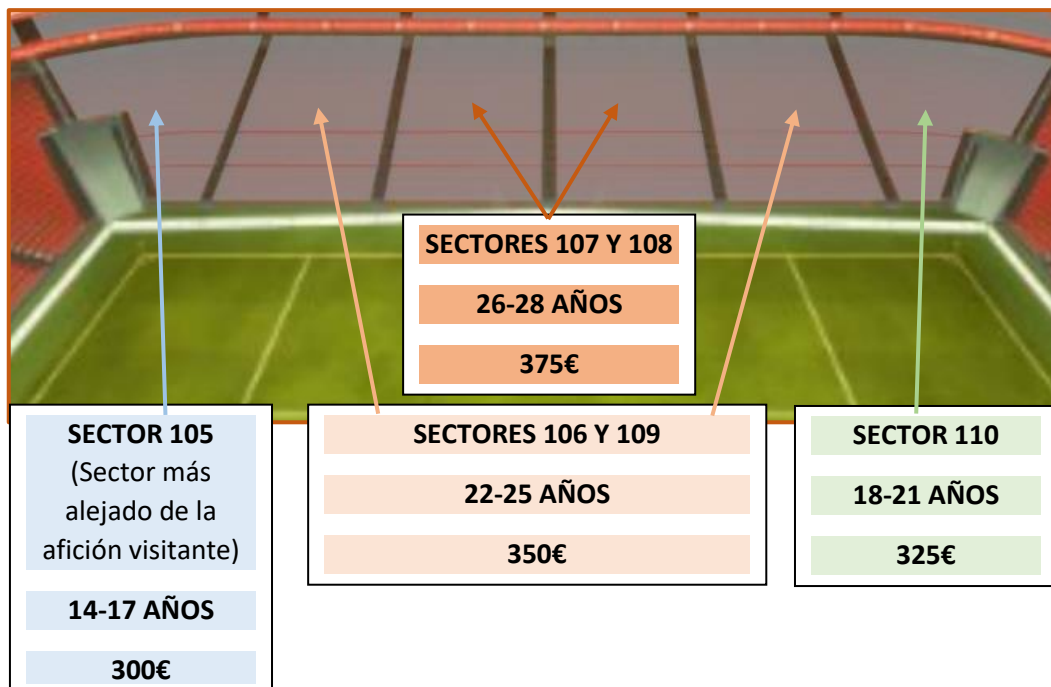 SECTORES 107 Y 108
26-28 AÑOS
375€
SECTOR 105
(Sector más
alejado de la
afición visitante)
14-17 AÑOS
300€
SECTORES 106 Y 109
22-25 AÑOS
350€
SECTOR 110
18-21 AÑOS
325€